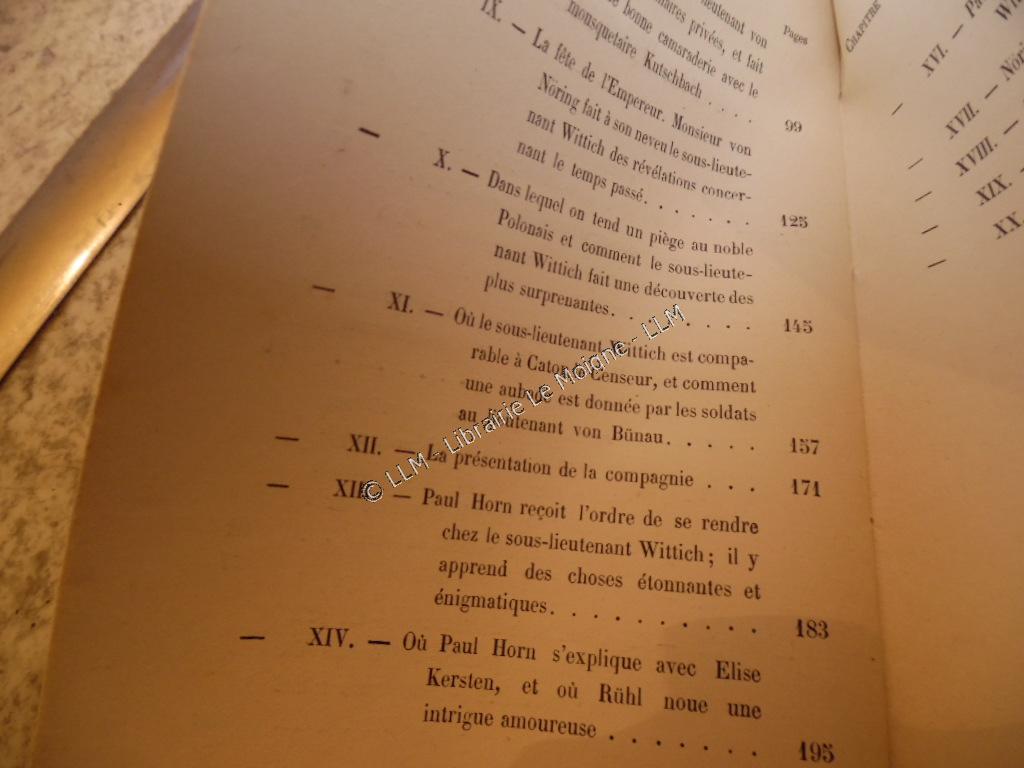 lieutenant von
Pages
privées, et fait
bonne camaraderie avec le
mousquetaire Kutschbach . . . . 99
IX. — La fête de l'Empereur. Monsieur von
Nöring fait à son neveu le sous-lieute-
nant Wittich des révélations concer-
nant le temps passé. . . . . . . 125
— X. — Dans lequel on tend un piège au noble
Polonais et comment le sous-lieute-
nant Wittich fait une découverte des
plus surprenantes. . . . . . . . 145
— XI. — Où le sous-lieutenant Wittich est compa-
rable à Caton Censeur, et comment
une aubade est donnée par les soldats
au lieutenant von Bünau. . . . . . 157
— XII. — La présentation de la compagnie . . . 171
— XIII. — Paul Horn reçoit l'ordre de se rendre
chez le sous-lieutenant Wittich ; il y
apprend des choses étonnantes et
énigmatiques. . . . . . . . . . 183
— XIV. — Où Paul Horn s'explique avec Elise
Kersten, et où Rühl noue une
intrigue amoureuse . . . . . . . 195
CHAPITRE
XVI. —
— XVII. —
— XVIII. —
— XIX. —
— XX.
© LLM - Librairie Le Moigne - LLM